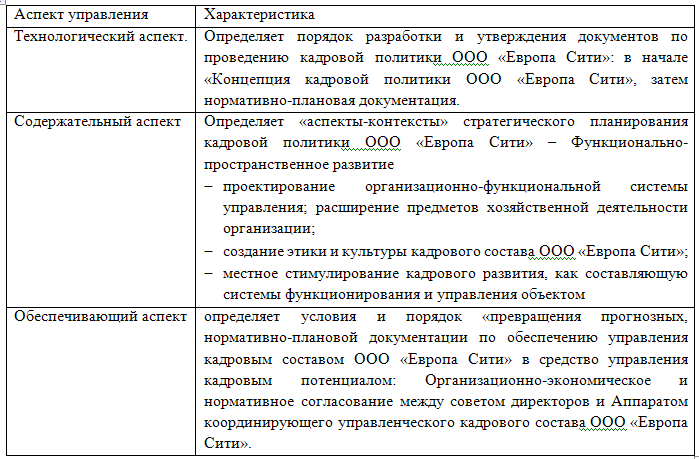 Аспект управления
Характеристика
Технологический аспект.
Определяет порядок разработки и утверждения документов по
проведению кадровой политики ООО «Европа Сити»: в начале
«Концепция кадровой политики ООО «Европа Сити», затем
нормативно-плановая документация.
Содержательный аспект
Определяет «аспекты-контексты» стратегического планирования
кадровой политики ООО «Европа Сити» – Функционально-
пространственное развитие
– проектирование организационно-функциональной системы
управления; расширение предметов хозяйственной деятельности
организации;
– создание этики и культуры кадрового состава ООО «Европа Сити»;
– местное стимулирование кадрового развития, как составляющую
системы функционирования и управления объектом
Обеспечивающий аспект
определяет условия и порядок «превращения прогнозных,
нормативно-плановой документации по обеспечению управления
кадровым составом ООО «Европа Сити» в средство управления
кадровым потенциалом: Организационно-экономическое и
нормативное согласование между советом директоров и Аппаратом
координирующего управленческого кадрового состава ООО «Европа
Сити».